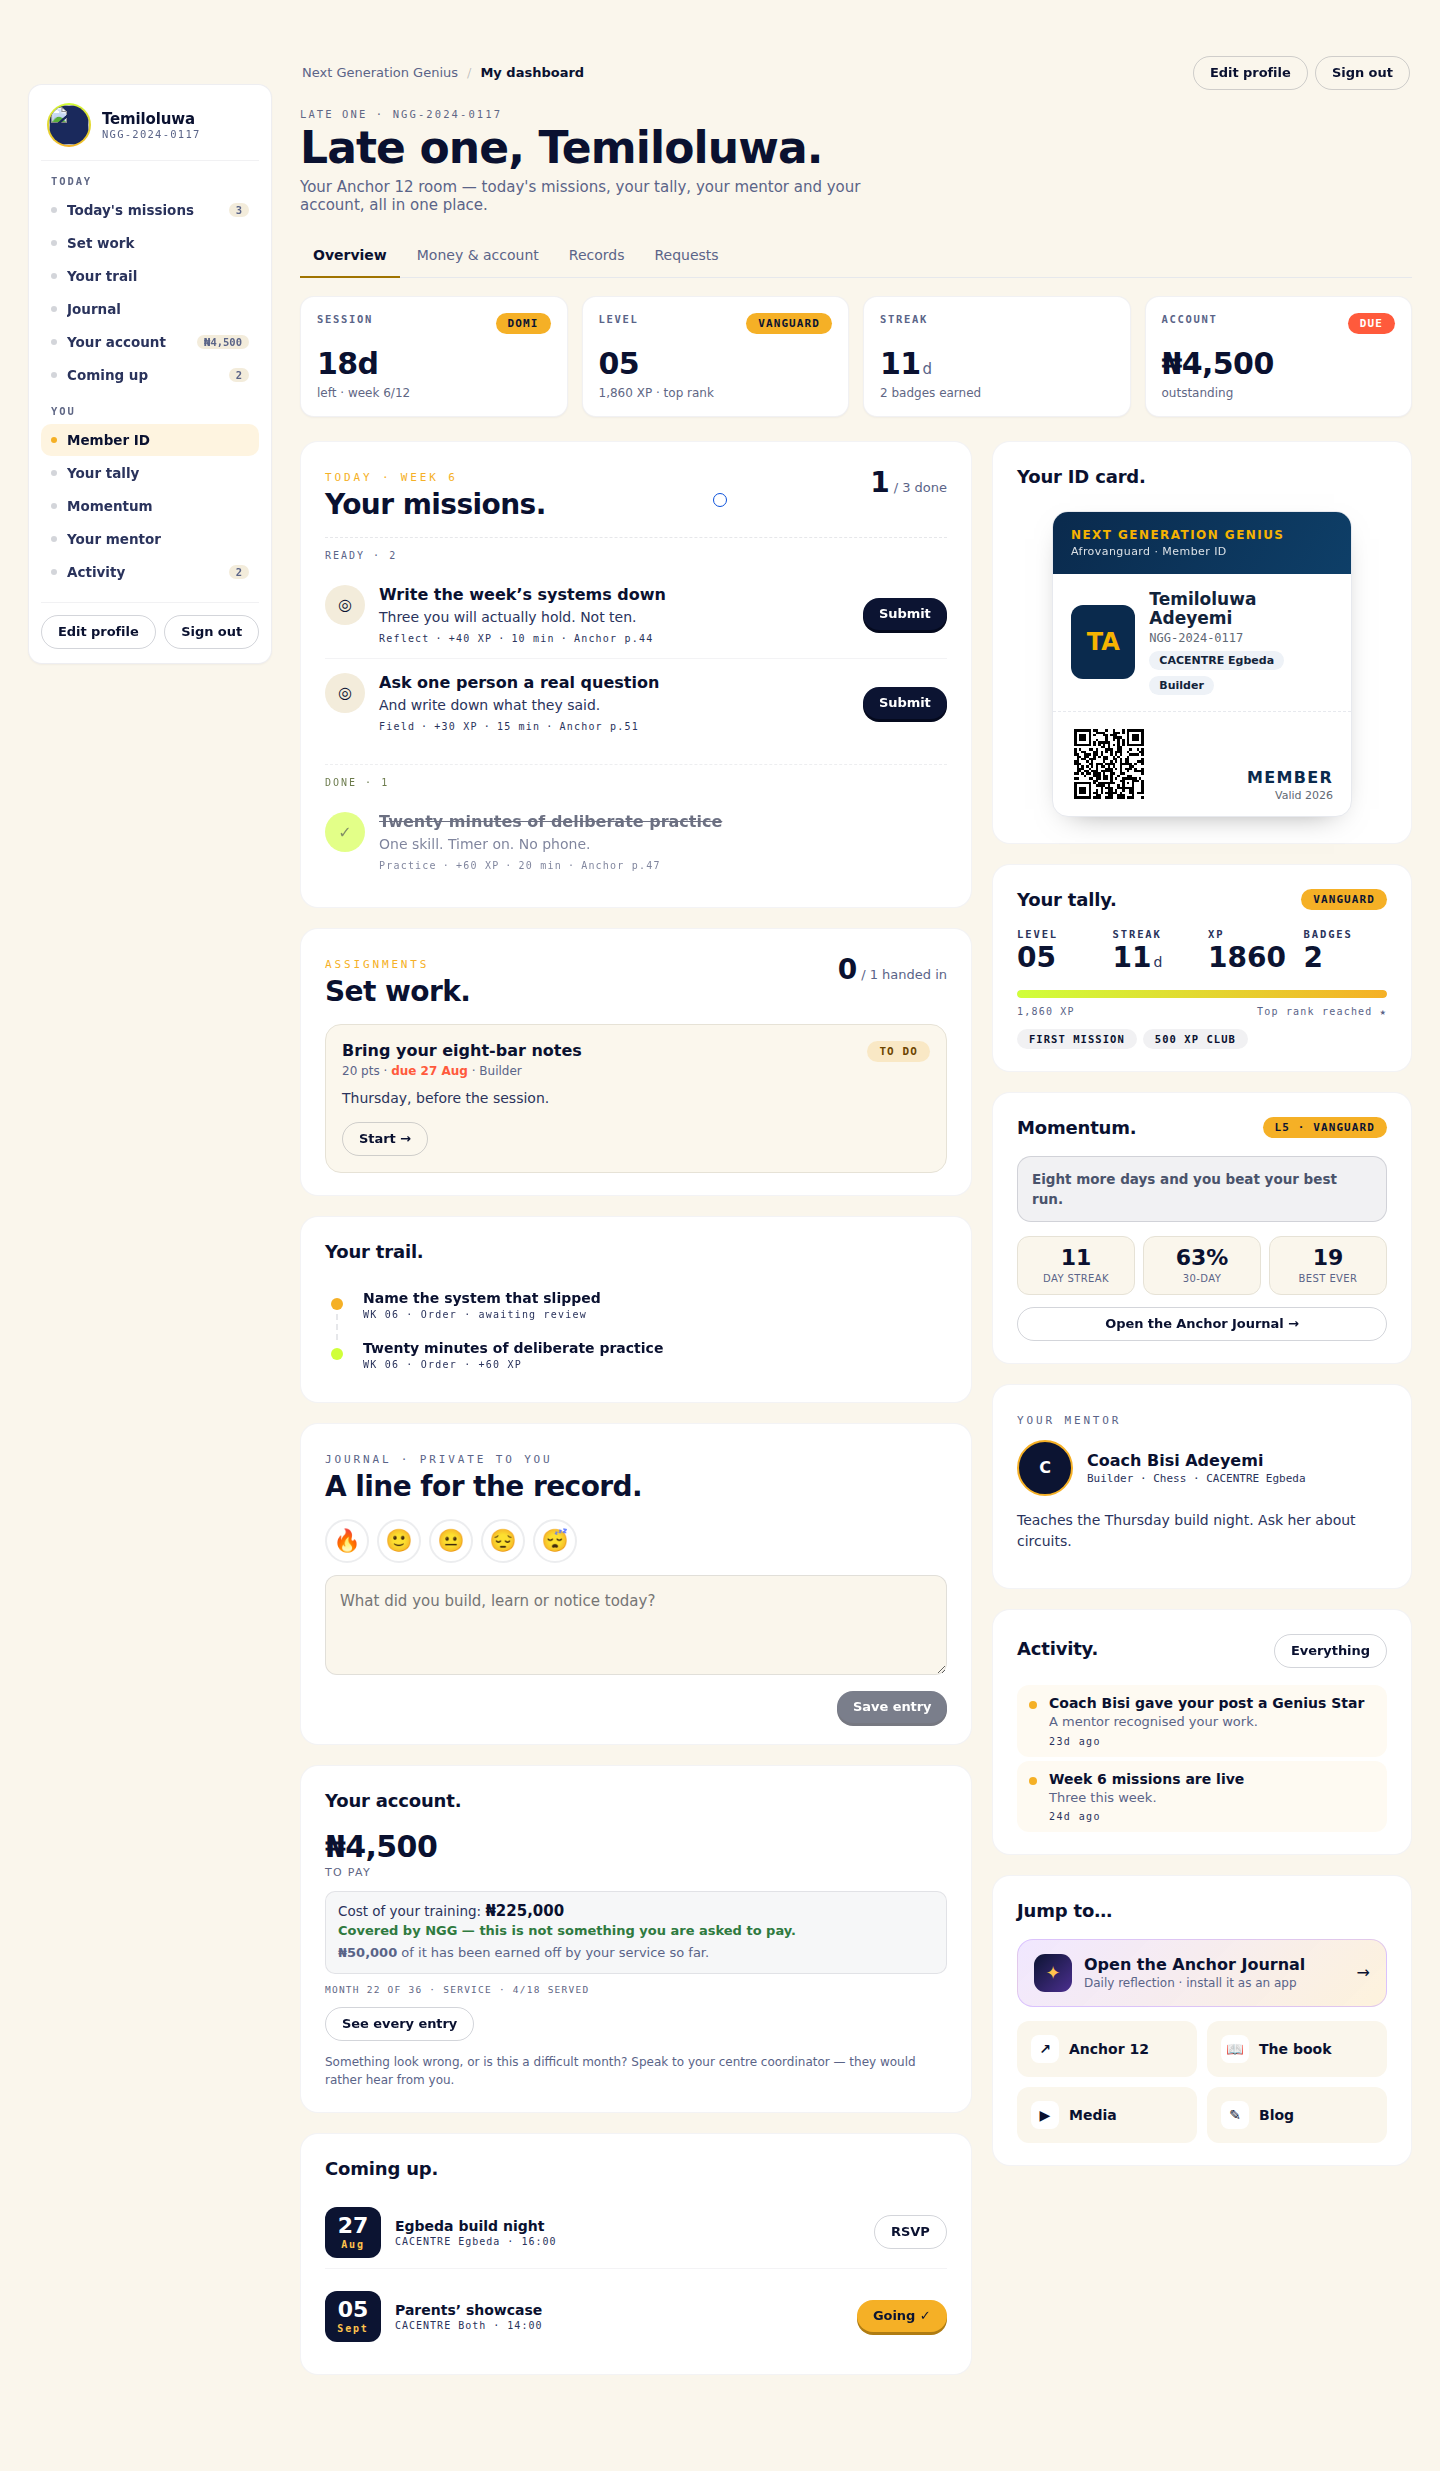 Temiloluwa
NGG-2024-0117
TODAY
Today's missions 3
Set work
Your trail
Journal
Your account ₦4,500
Coming up 2
YOU
Member ID
Your tally
Momentum
Your mentor
Activity 2
Edit profile Sign out
Next Generation Genius / My dashboard
Edit profile Sign out
LATE ONE · NGG-2024-0117
Late one, Temiloluwa.
Your Anchor 12 room — today's missions, your tally, your mentor and your
account, all in one place.
Overview Money & account Records Requests
SESSION DOMI
18d
left · week 6/12
LEVEL VANGUARD
05
1,860 XP · top rank
STREAK
11 d
2 badges earned
ACCOUNT DUE
₦4,500
outstanding
TODAY · WEEK 6
Your missions.
1 / 3 done
READY · 2
◎
Write the week’s systems down
Three you will actually hold. Not ten.
Reflect · +40 XP · 10 min · Anchor p.44
Submit
◎
Ask one person a real question
And write down what they said.
Field · +30 XP · 15 min · Anchor p.51
Submit
DONE · 1
✓
Twenty minutes of deliberate practice
One skill. Timer on. No phone.
Practice · +60 XP · 20 min · Anchor p.47
ASSIGNMENTS
Set work.
0 / 1 handed in
Bring your eight-bar notes
TO DO
20 pts · due 27 Aug · Builder
Thursday, before the session.
Start →
Your trail.
Name the system that slipped
WK 06 · Order · awaiting review
Twenty minutes of deliberate practice
WK 06 · Order · +60 XP
JOURNAL · PRIVATE TO YOU
A line for the record.
🔥 🙂 😐 😔 😴
What did you build, learn or notice today?
Save entry
Your account.
₦4,500
TO PAY
Cost of your training: ₦225,000
Covered by NGG — this is not something you are asked to pay.
₦50,000 of it has been earned off by your service so far.
MONTH 22 OF 36 · SERVICE · 4/18 SERVED
See every entry
Something look wrong, or is this a difficult month? Speak to your centre coordinator — they would
rather hear from you.
Coming up.
27
Aug
Egbeda build night
CACENTRE Egbeda · 16:00
RSVP
05
Sept
Parents’ showcase
CACENTRE Both · 14:00
Going ✓
Your ID card.
NEXT GENERATION GENIUS
Afrovanguard · Member ID
TA
Temiloluwa
Adeyemi
NGG-2024-0117
CACENTRE Egbeda
Builder
MEMBER
Valid 2026
Your tally. VANGUARD
LEVEL STREAK XP BADGES
05 11 d 1860 2
1,860 XP Top rank reached ★
FIRST MISSION 500 XP CLUB
Momentum. L5 · VANGUARD
Eight more days and you beat your best
run.
11 63% 19
DAY STREAK 30-DAY BEST EVER
Open the Anchor Journal →
YOUR MENTOR
C
Coach Bisi Adeyemi
Builder · Chess · CACENTRE Egbeda
Teaches the Thursday build night. Ask her about
circuits.
Activity. Everything
Coach Bisi gave your post a Genius Star
A mentor recognised your work.
23d ago
Week 6 missions are live
Three this week.
24d ago
Jump to…
✦
Open the Anchor Journal
Daily reflection · install it as an app
→
↗ Anchor 12
📖 The book
▶ Media
✎ Blog